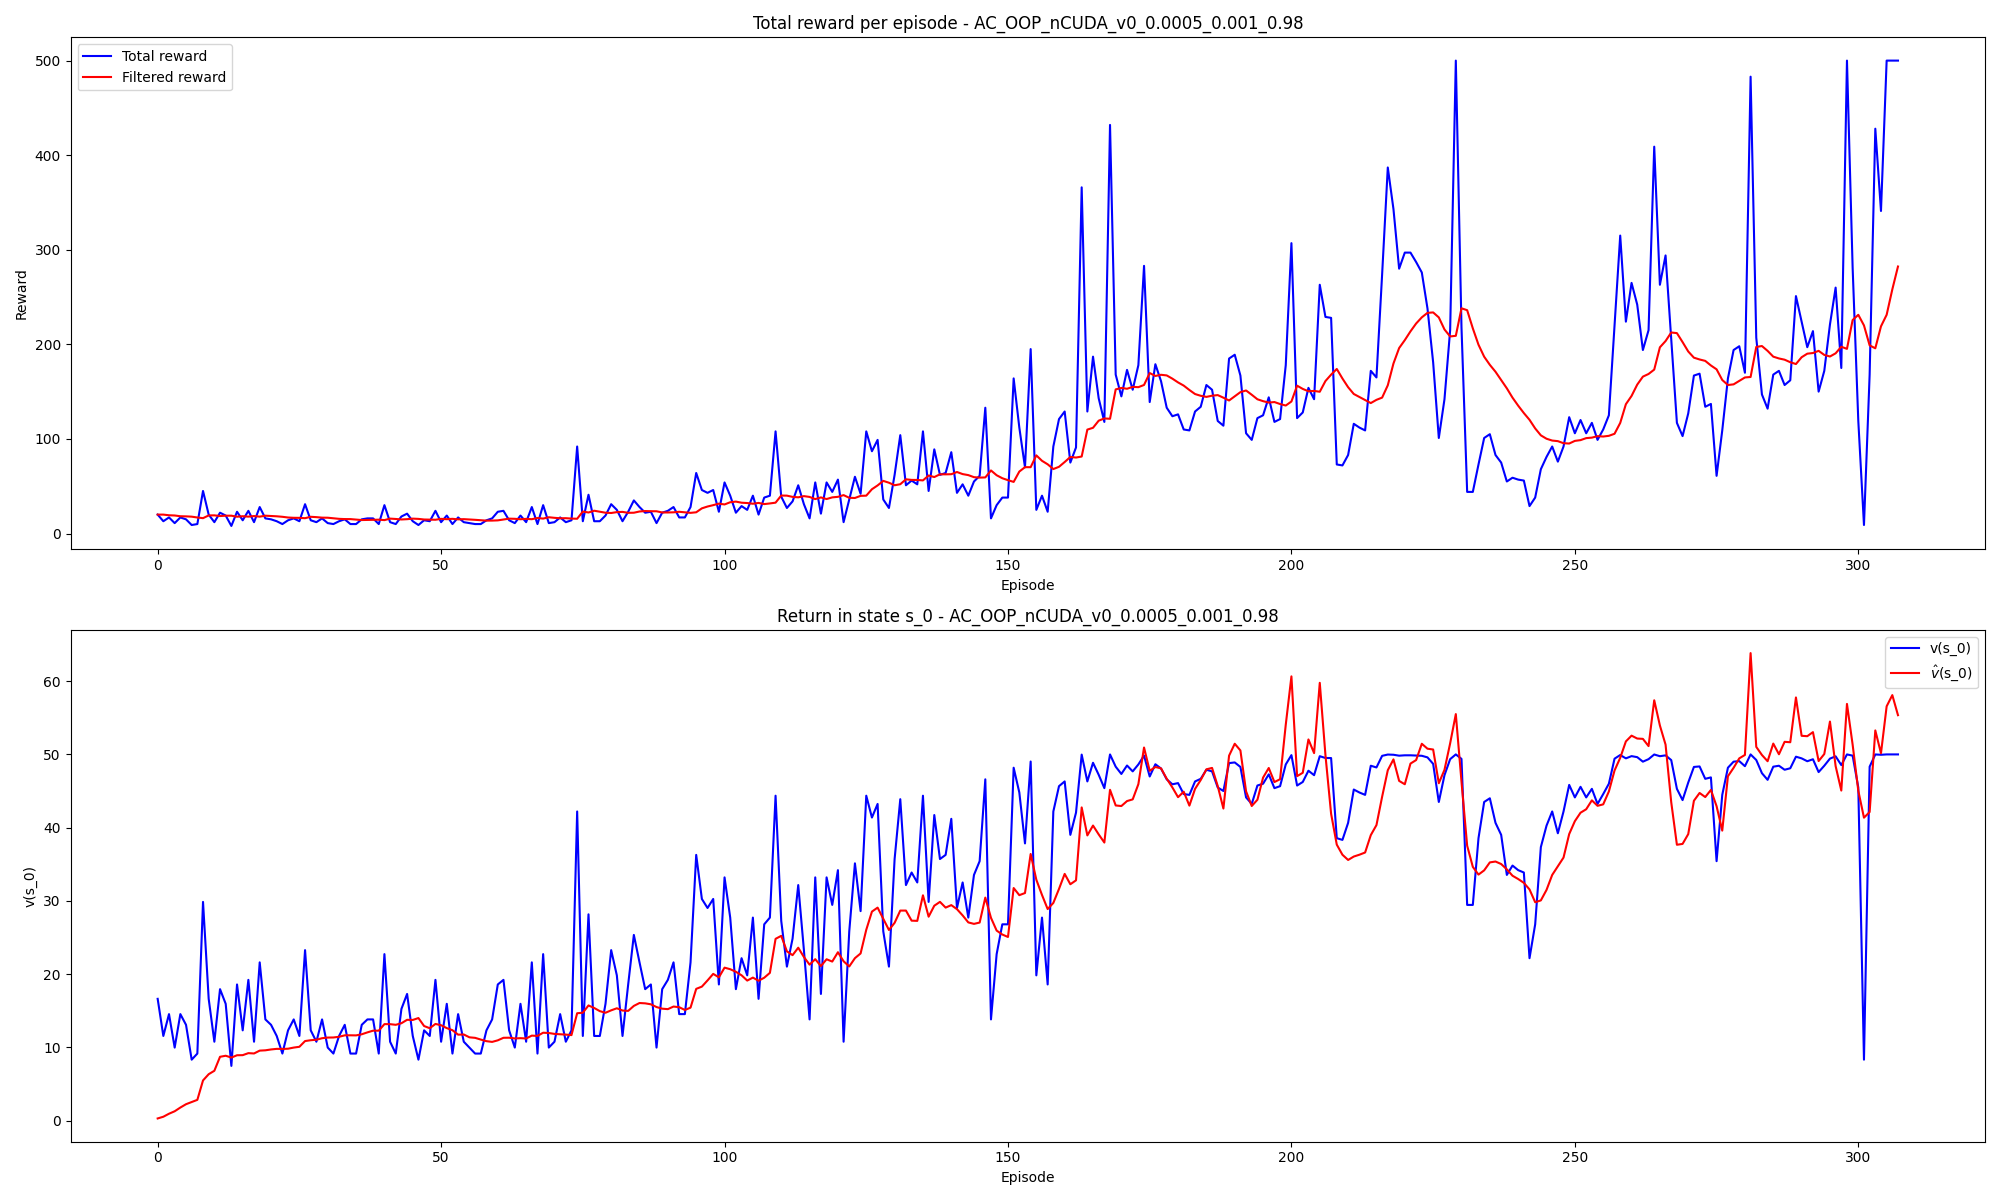 Total reward per episode - AC_OOP_nCUDA_v0_0.0005_0.001_0.98
Total reward
Filtered reward
Reward
500
400
300
200
100
0
0 50 100 150 200 250 300
Episode
Return in state s_0 - AC_OOP_nCUDA_v0_0.0005_0.001_0.98
v(s_0)
v̂(s_0)
v(s_0)
60
50
40
30
20
10
0
0 50 100 150 200 250 300
Episode